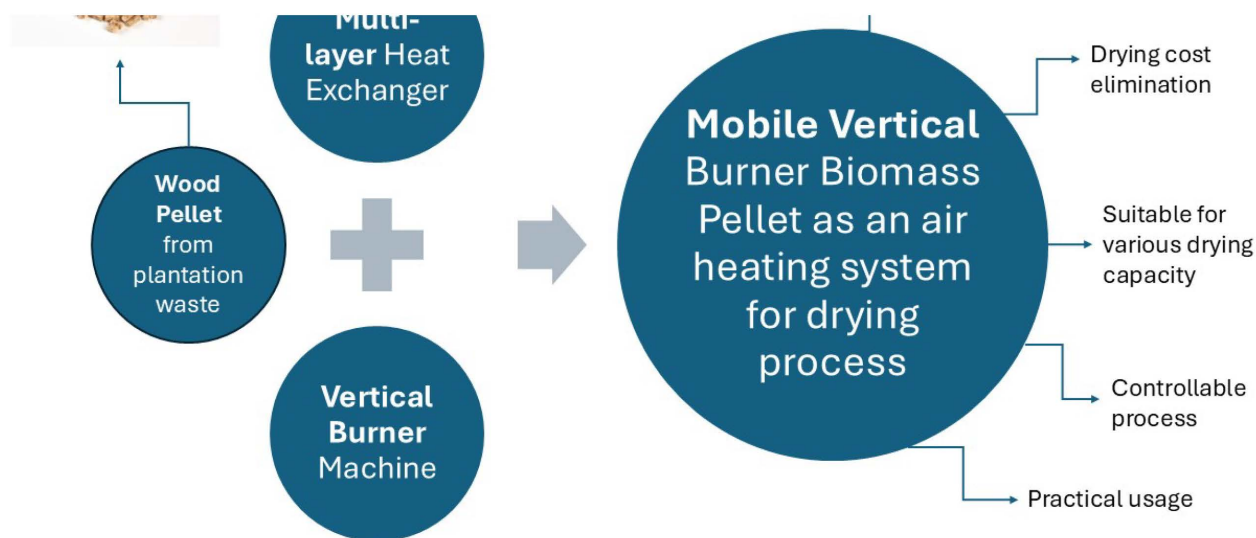 Multi-
layer Heat
Exchanger
Wood
Pellet
from
plantation
waste
Vertical
Burner
Machine
Mobile Vertical
Burner Biomass
Pellet as an air
heating system
for drying
process
Drying cost
elimination
Suitable for
various drying
capacity
Controllable
process
Practical usage